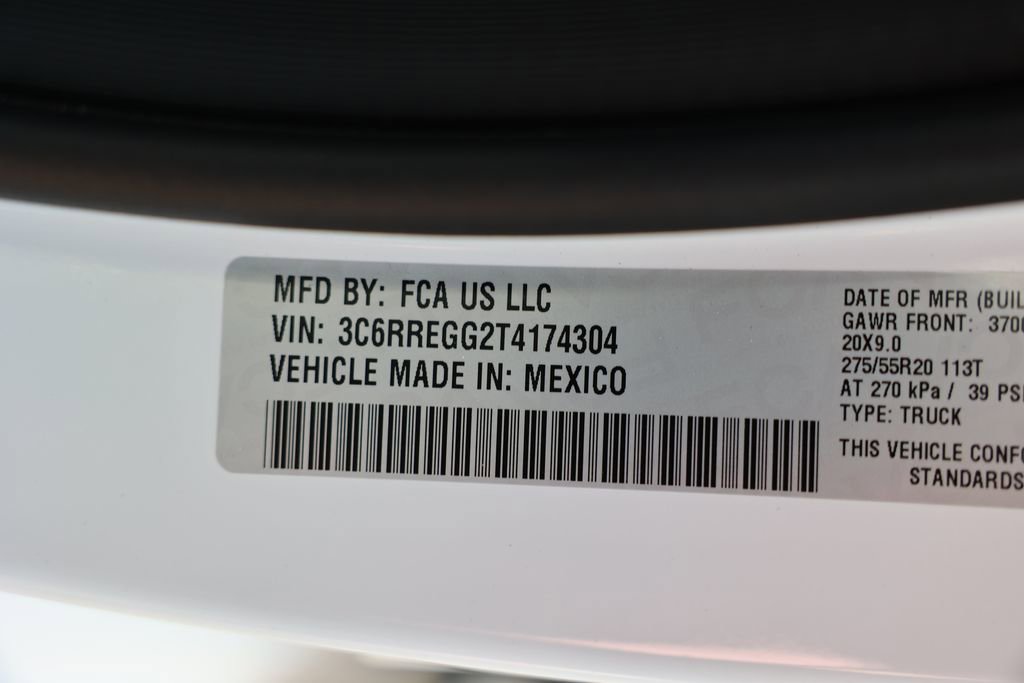 MFD BY: FCA US LLC
VIN: 3C6RREGG2T4174304
VEHICLE MADE IN: MEXICO
DATE OF MFR (BUIL
GAWR FRONT: 370
20X9.0
275/55R20 113T
AT 270 kPa / 39 PSI
TYPE: TRUCK
THIS VEHICLE CONF
STANDARDS